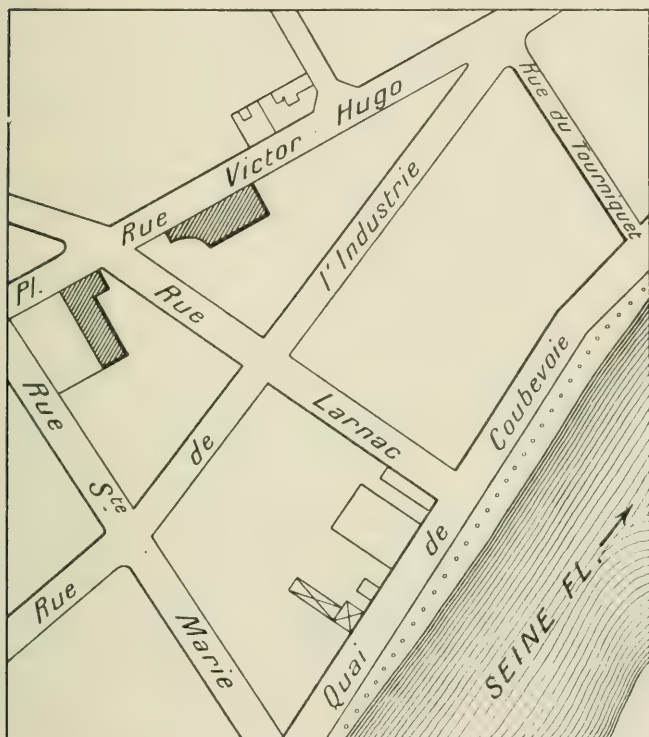 Rue Victor Hugo
Rue du Tourniquet
Pl.
Rue Larnac
Rue de l'Industrie
Rue Ste Marie
Quai de Coubevoie
SEINE FL.